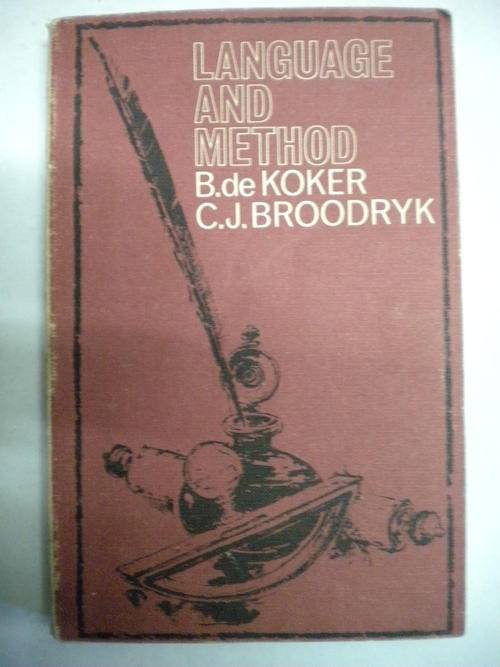 LANGUAGE
AND
METHOD
B.de KOKER
C.J.BROODRYK